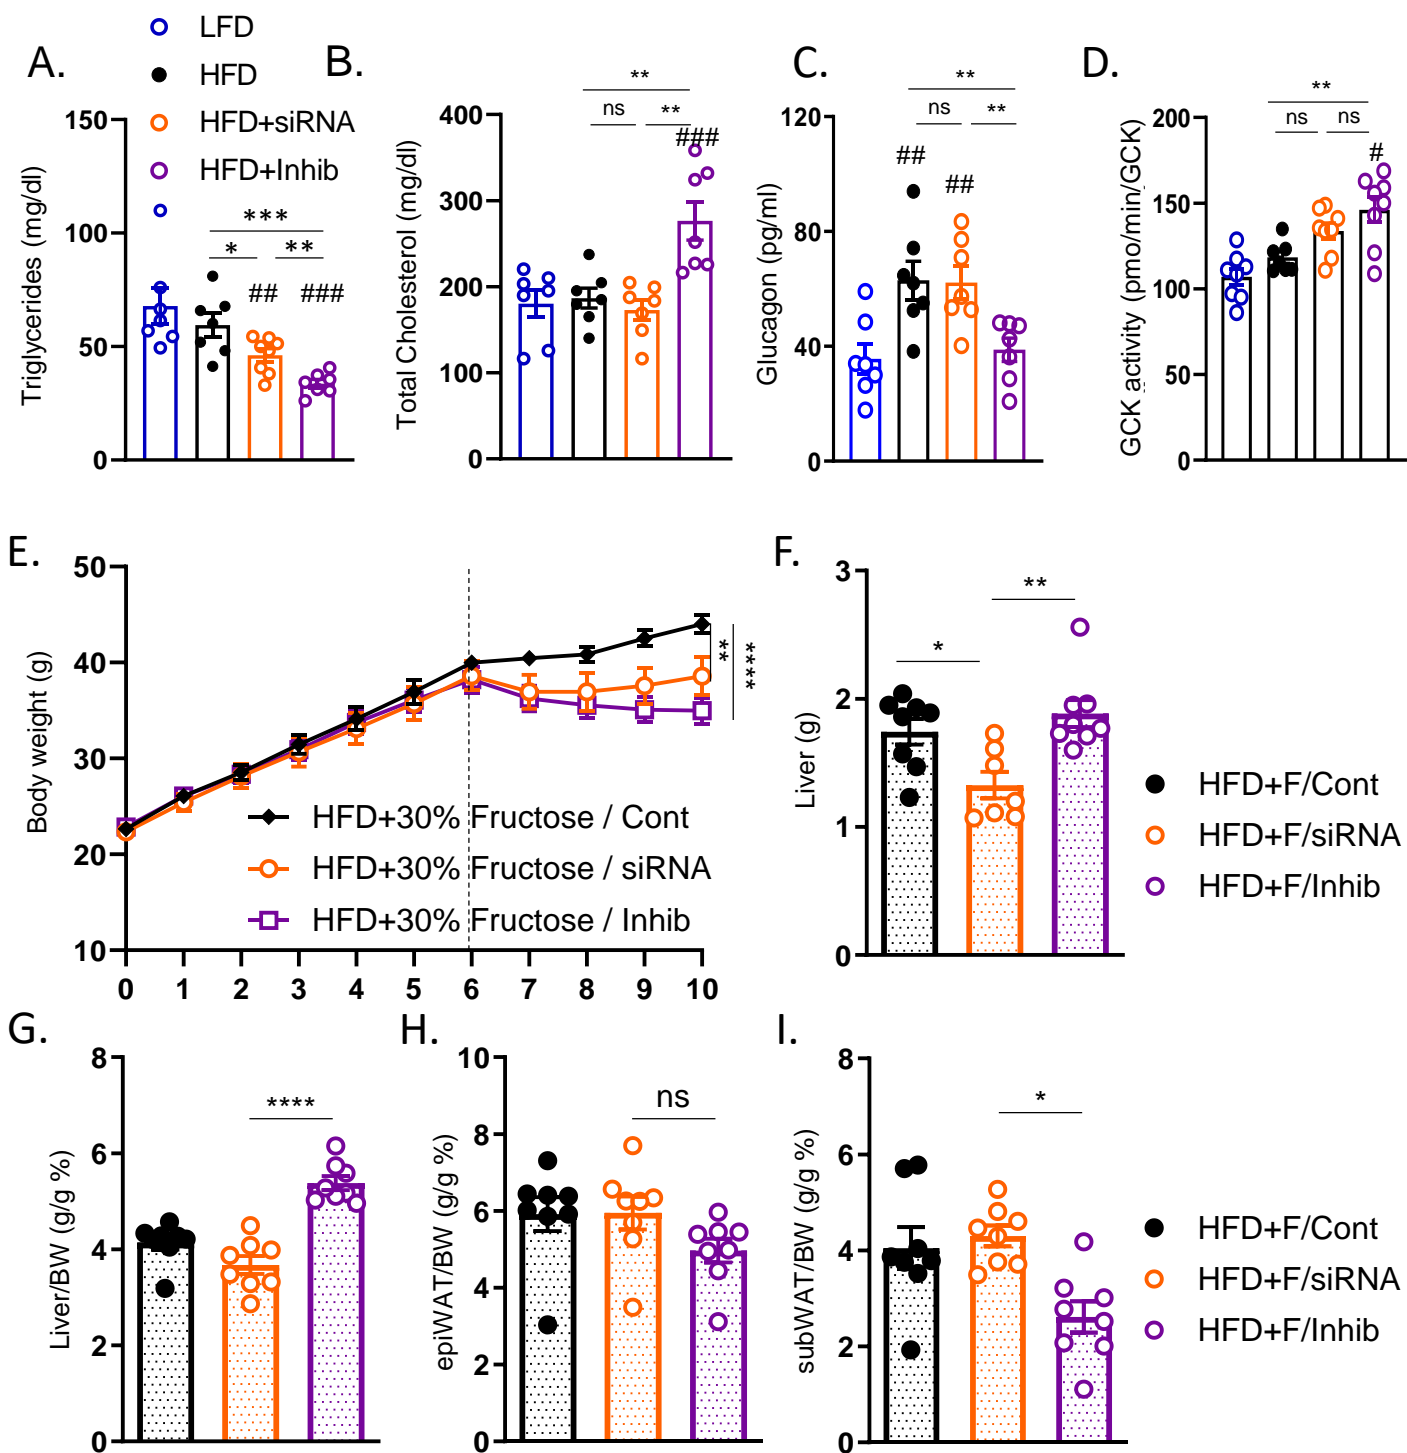 LFD
HFD
HFD+siRNA
HFD+Inhib
A.
Triglycerides (mg/dl)
150
100
50
0
***
*
**
##
###
B.
Total Cholesterol (mg/dl)
400
300
200
100
0
**
ns
**
###
C.
Glucagon (pg/ml)
120
80
40
0
**
ns
**
##
##
D.
GCK activity (pmo/min/GCK)
200
150
100
50
0
**
ns
ns
#
E.
Body weight (g)
50
40
30
20
10
0 1 2 3 4 5 6 7 8 9 10
**
****
HFD+30% Fructose / Cont
HFD+30% Fructose / siRNA
HFD+30% Fructose / Inhib
F.
Liver (g)
3
2
1
0
*
**
HFD+F/Cont
HFD+F/siRNA
HFD+F/Inhib
G.
Liver/BW (g/g %)
8
6
4
2
0
****
H.
epiWAT/BW (g/g %)
10
8
6
4
2
0
ns
I.
subWAT/BW (g/g %)
8
6
4
2
0
*
HFD+F/Cont
HFD+F/siRNA
HFD+F/Inhib